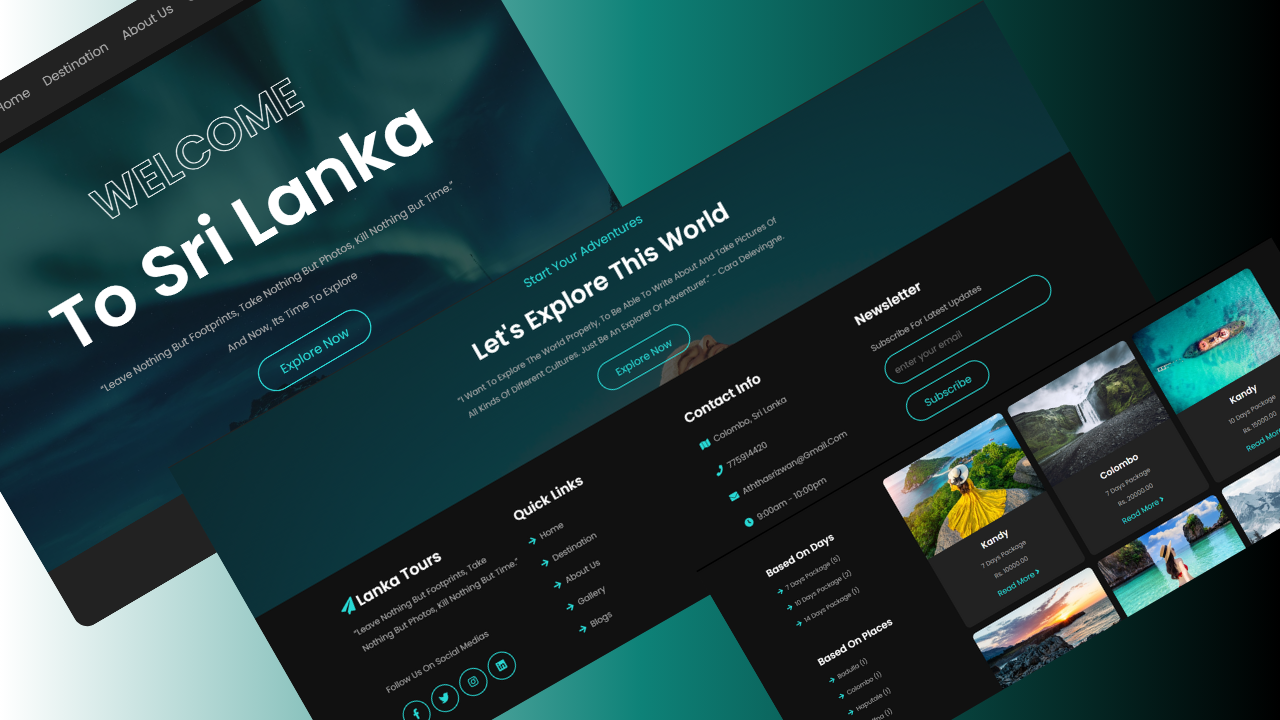 Home Destination About Us
WELCOME
To Sri Lanka
“Leave Nothing But Footprints, Take Nothing But Photos, Kill Nothing But Time.”
And Now, Its Time To Explore
Explore Now
Start Your Adventures
Let's Explore This World
“I Want To Explore The World Properly, To Be Able To Write About And Take Pictures Of
All Kinds Of Different Cultures. Just Be An Explorer Or Adventurer.” – Cara Delevingne.
Explore Now
Lanka Tours
“Leave Nothing But Footprints, Take
Nothing But Photos, Kill Nothing But Time.”
Follow Us On Social Medias
Quick Links
Home
Destination
About Us
Gallery
Blogs
Contact Info
Colombo, Sri Lanka
775914420
Aththasrizwan@Gmail.Com
9:00am - 10:00pm
Newsletter
Subscribe For Latest Updates
enter your email
Subscribe
Based On Days
7 Days Package (5)
10 Days Package (2)
14 Days Package (1)
Based On Places
Badulla (1)
Colombo (1)
Haputale (1)
Kandy
7 Days Package
Rs. 10000.00
Read More
Colombo
7 Days Package
Rs. 20000.00
Read More
Kandy
10 Days Package
Rs. 15000.00
Read More